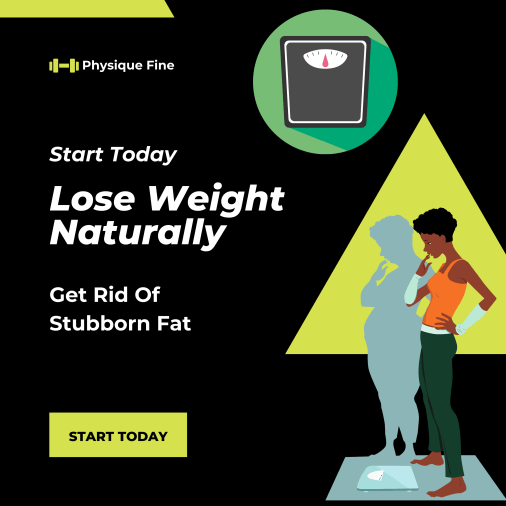 Physique Fine
Start Today
Lose Weight
Naturally
Get Rid Of
Stubborn Fat
START TODAY